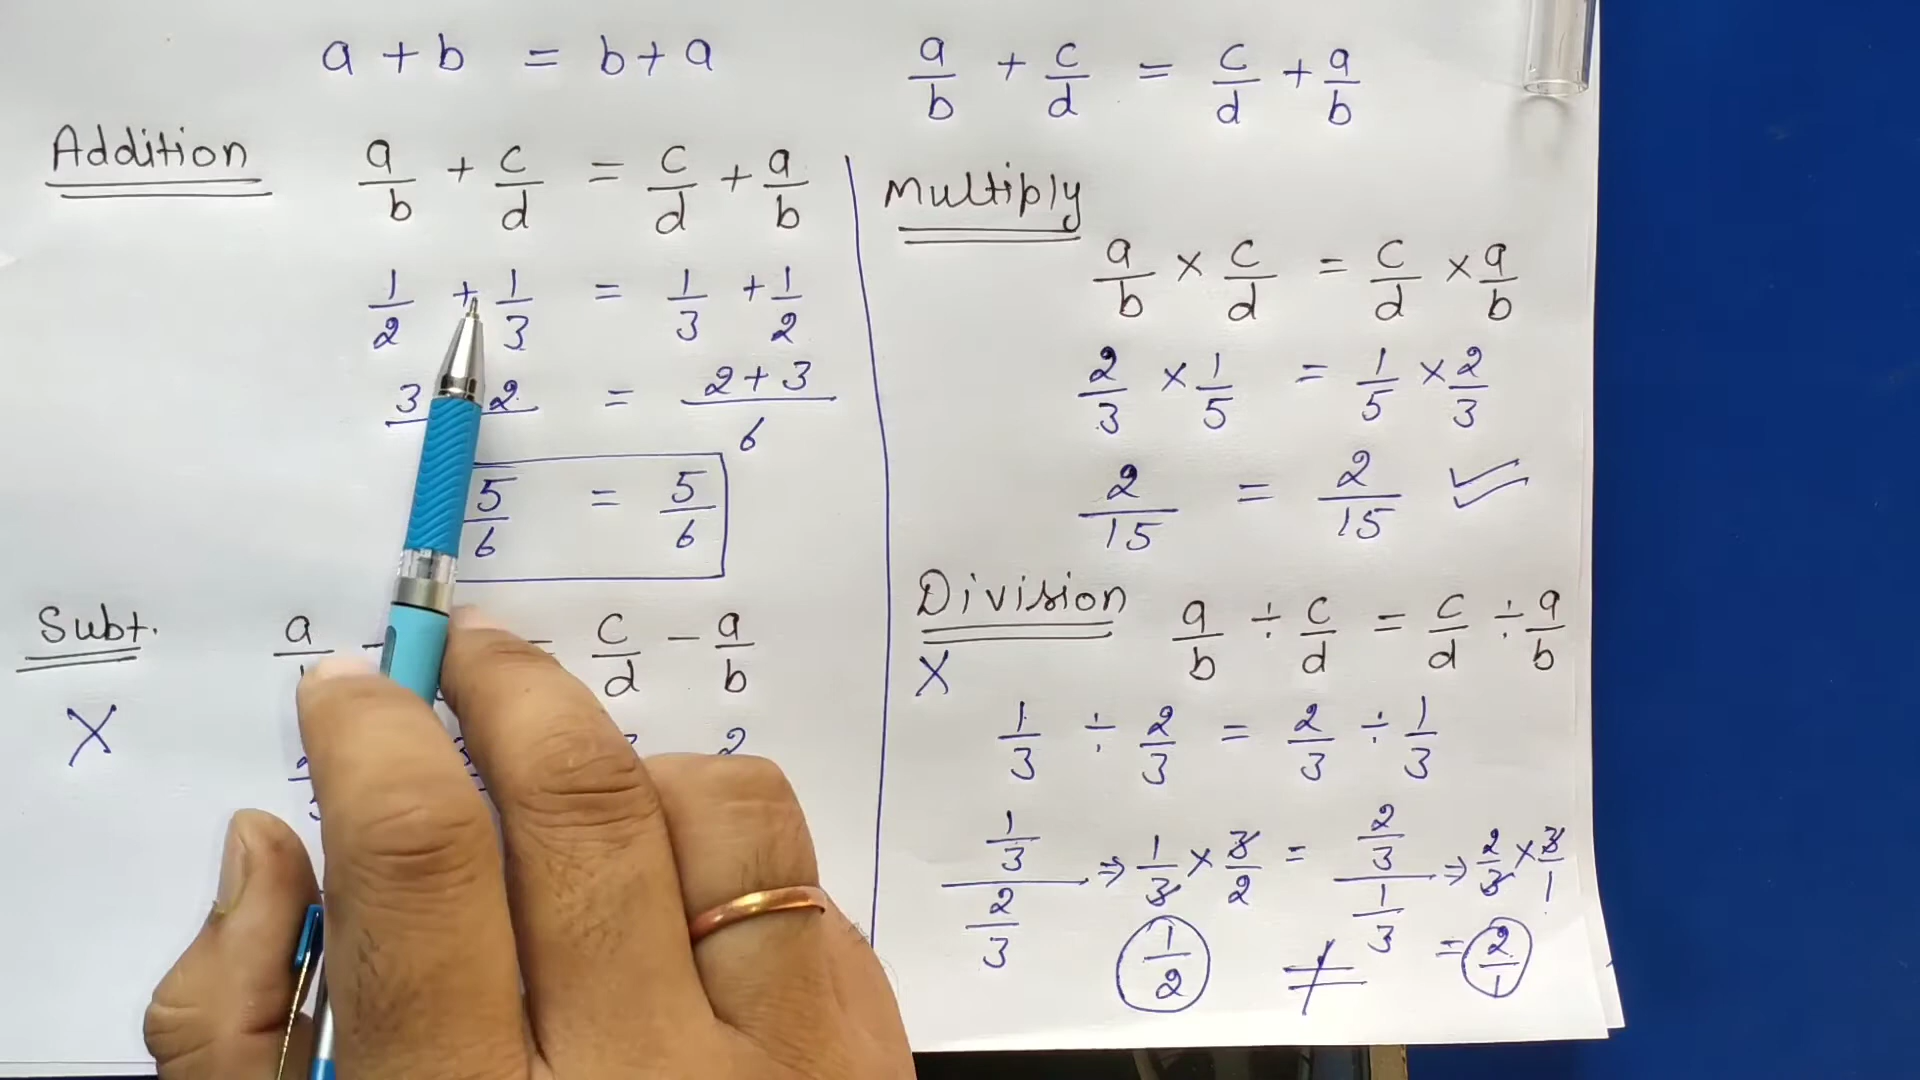 a + b = b + a
a/b + c/d = c/d + a/b
Addition a/b + c/d = c/d + a/b
1/2 + 1/3 = 1/3 + 1/2
3 2 = (2 + 3)/6
5/6 = 5/6
Subt. a - = c/d - a/b
X
2
Multiply
a/b × c/d = c/d × a/b
2/3 × 1/5 = 1/5 × 2/3
2/15 = 2/15 ✓
Division a/b ÷ c/d = c/d ÷ a/b
X
1/3 ÷ 2/3 = 2/3 ÷ 1/3
(1/3)/(2/3) ⇒ 1/3 × 3/2 = (2/3)/(1/3) ⇒ 2/3 × 3/1
1/2 ≠ = 2/1